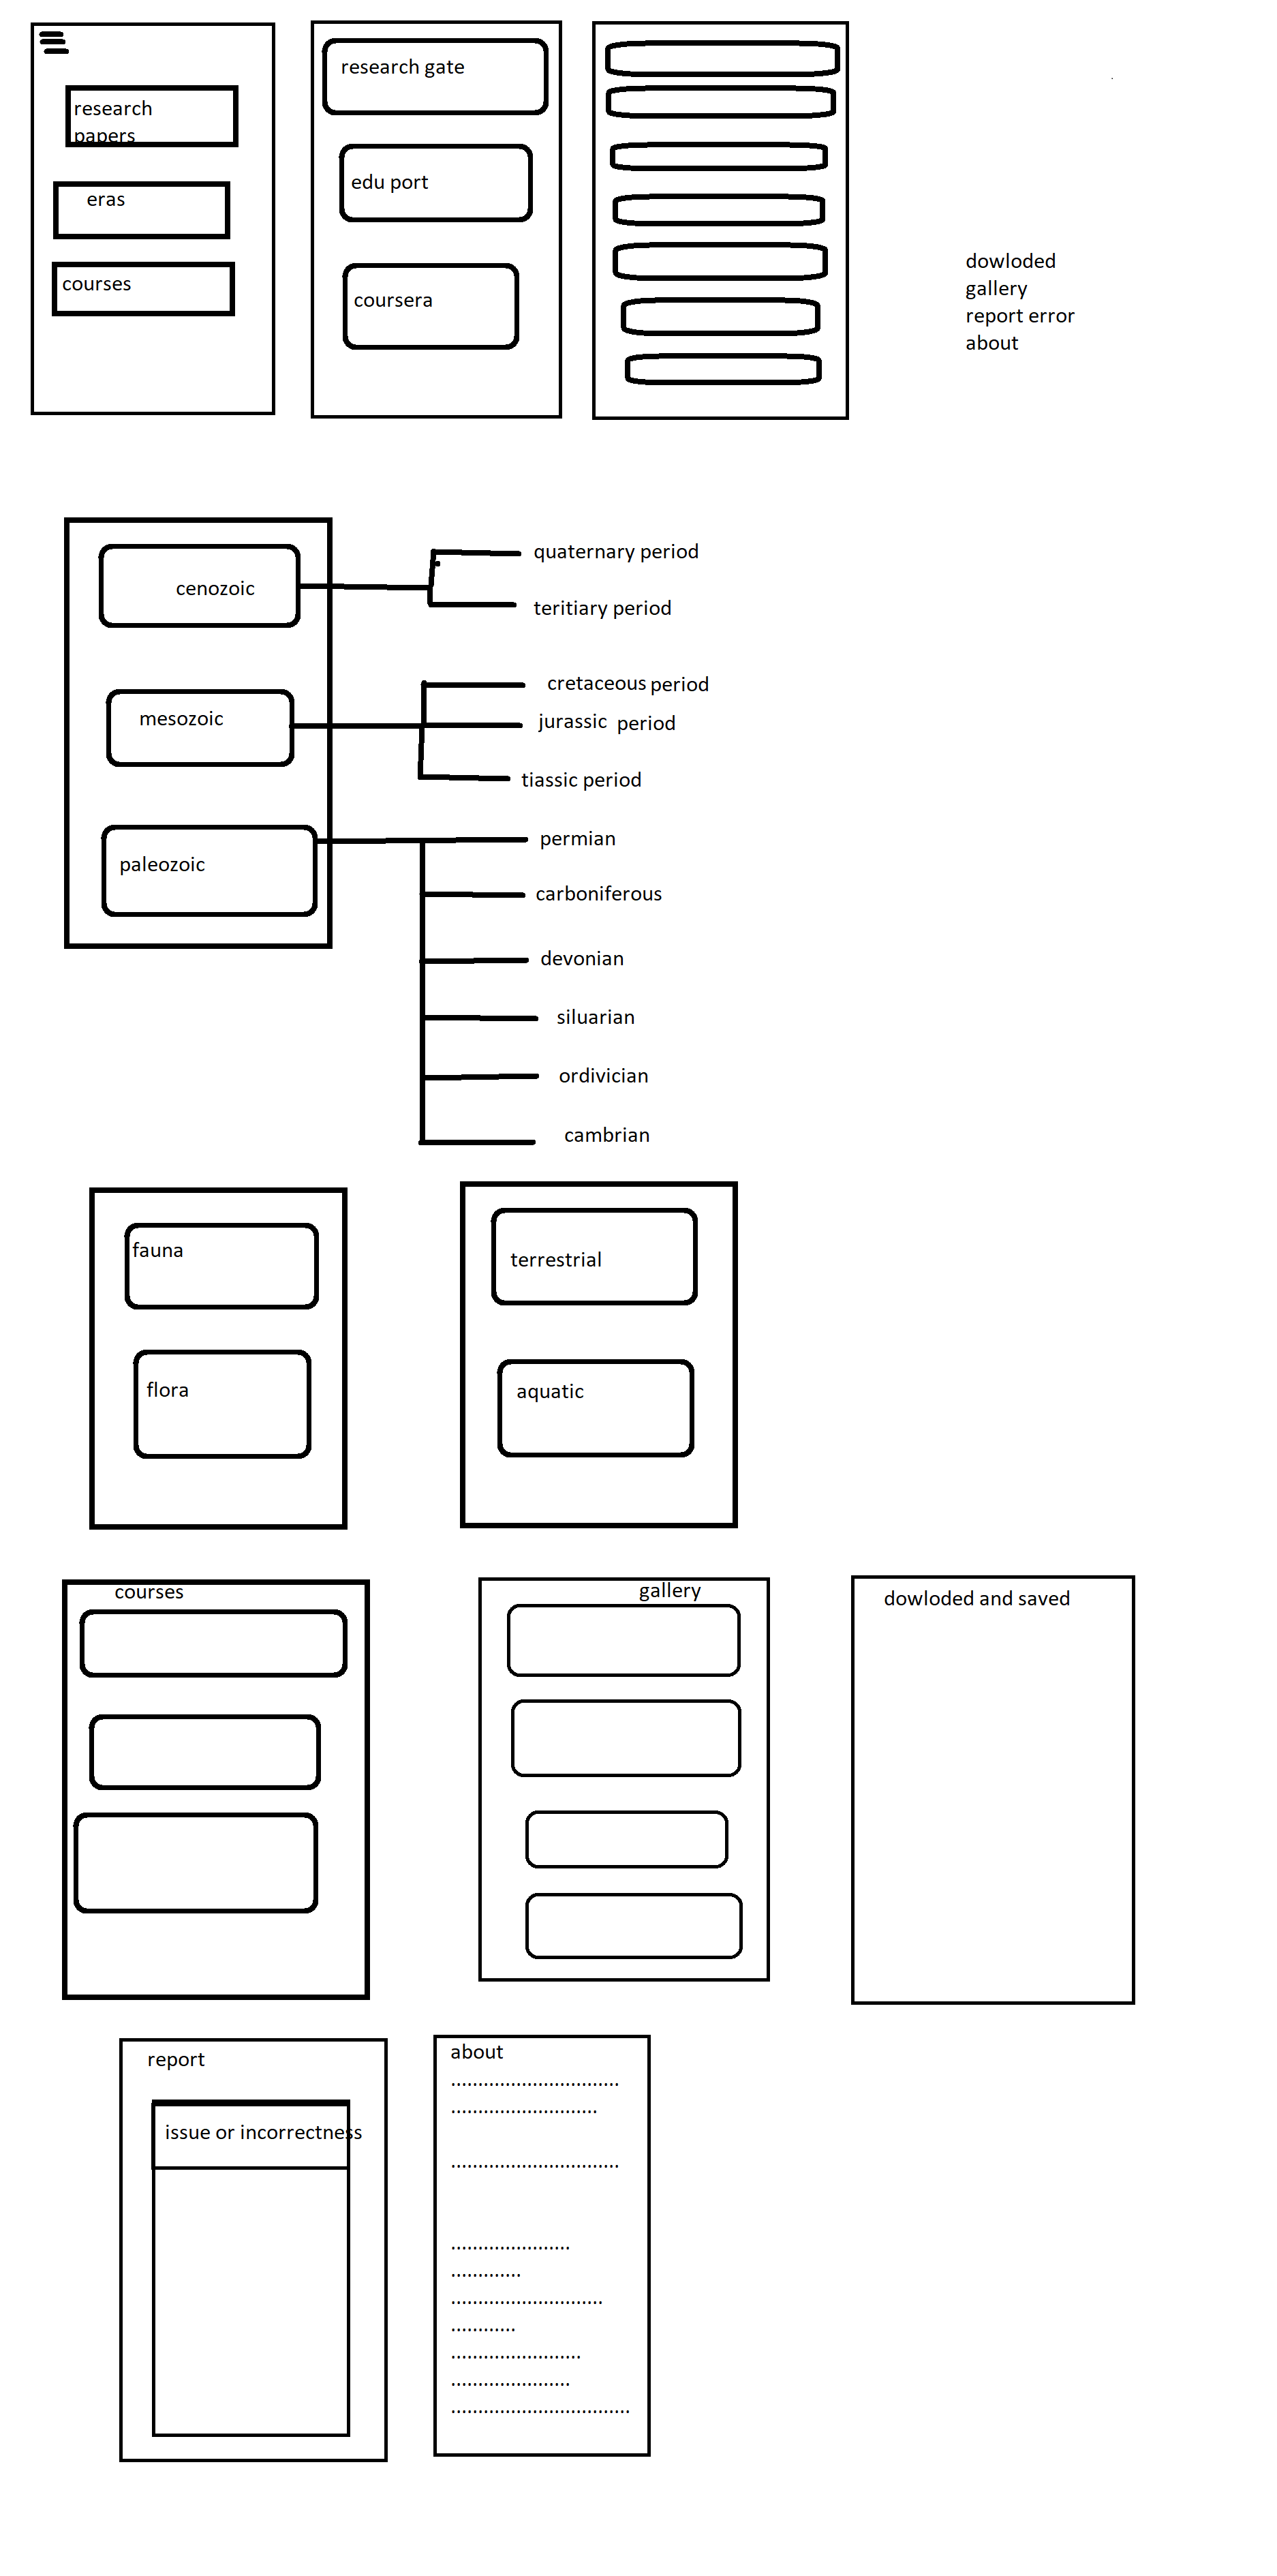 research
papers
eras
courses
research gate
edu port
coursera
dowloded
gallery
report error
about
cenozoic
quaternary period
teritiary period
mesozoic
cretaceous period
jurassic period
tiassic period
paleozoic
permian
carboniferous
devonian
siluarian
ordivician
cambrian
fauna
flora
terrestrial
aquatic
courses
gallery
dowloded and saved
report
issue or incorrectness
about
...............................
...........................
...............................
......................
.............
............................
............
........................
......................
.................................